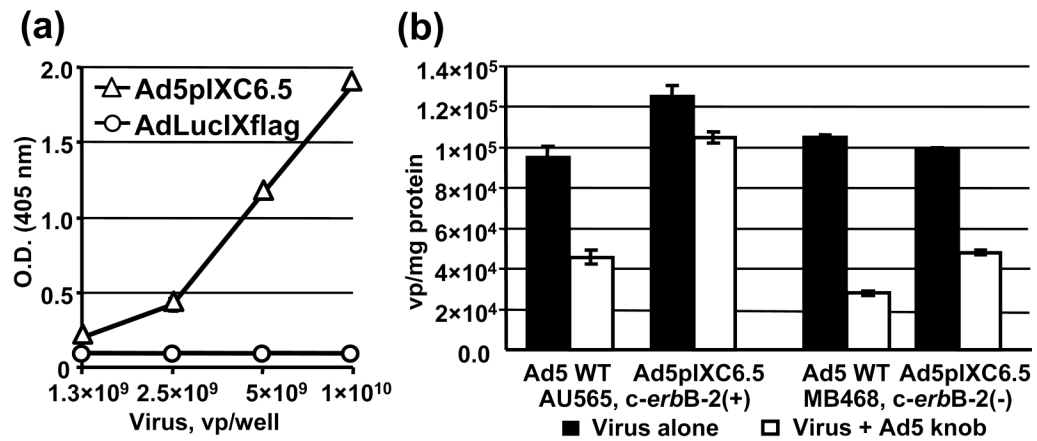 (a)
2.0
1.5
1.0
0.5
0
O.D. (405 nm)
Ad5pIXC6.5
AdLucIXflag
1.3×10⁹ 2.5×10⁹ 5×10⁹ 1×10¹⁰
Virus, vp/well
(b)
1.4×10⁵
1.2×10⁵
1×10⁵
8×10⁴
6×10⁴
4×10⁴
2×10⁴
0.0
vp/mg protein
Ad5 WT Ad5pIXC6.5 Ad5 WT Ad5pIXC6.5
AU565, c-erbB-2(+) MB468, c-erbB-2(-)
Virus alone Virus + Ad5 knob